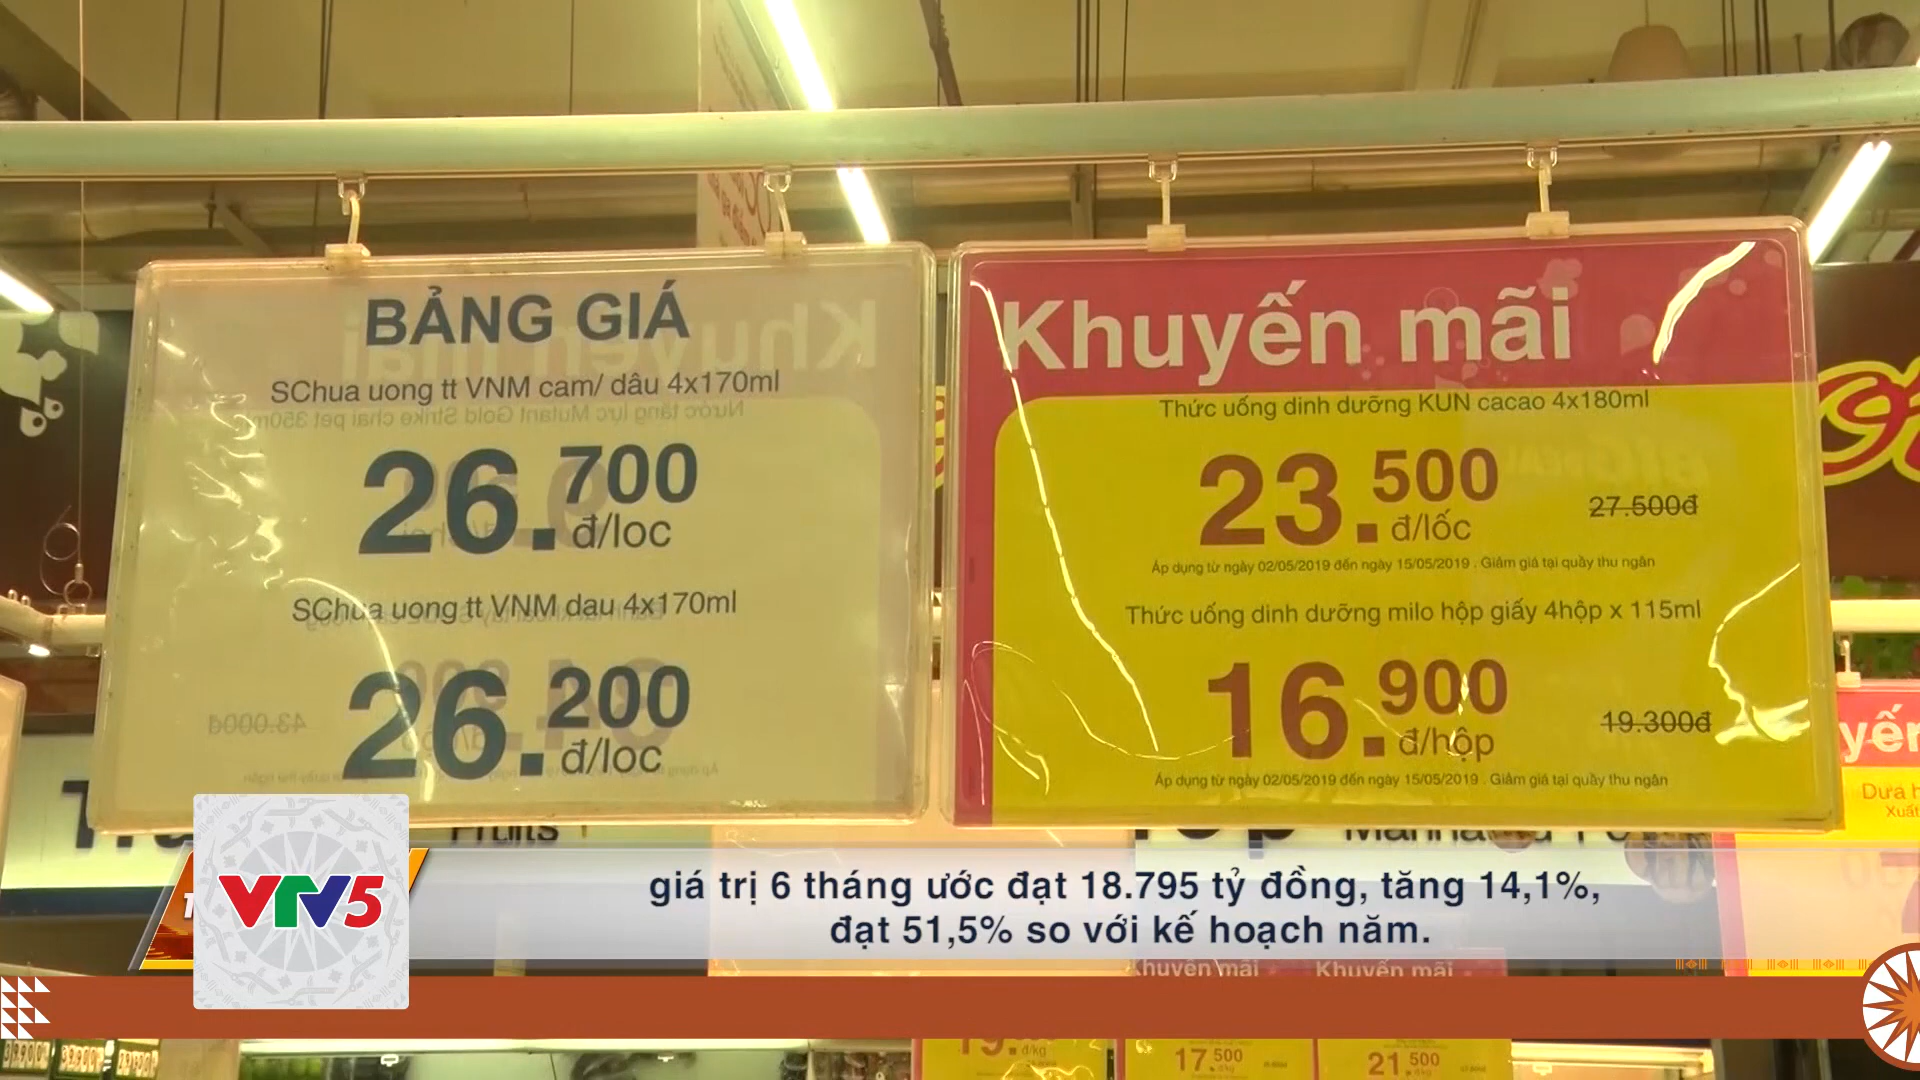 BẢNG GIÁ
SChua uong tt VNM cam/ dâu 4x170ml
26.700
đ/loc
SChua uong tt VNM dau 4x170ml
26.200
đ/loc
Khuyến mãi
Thức uống dinh dưỡng KUN cacao 4x180ml
23.500
đ/lốc
27.500đ
Áp dụng từ ngày 02/05/2019 đến ngày 15/05/2019 . Giảm giá tại quầy thu ngân
Thức uống dinh dưỡng milo hộp giấy 4hộp x 115ml
16.900
đ/hộp
19.300đ
Áp dụng từ ngày 02/05/2019 đến ngày 15/05/2019 . Giảm giá tại quầy thu ngân
Fruits
VTV5
giá trị 6 tháng ước đạt 18.795 tỷ đồng, tăng 14,1%,
đạt 51,5% so với kế hoạch năm.
Khuyến mãi
Khuyến mãi
17.500
21.500